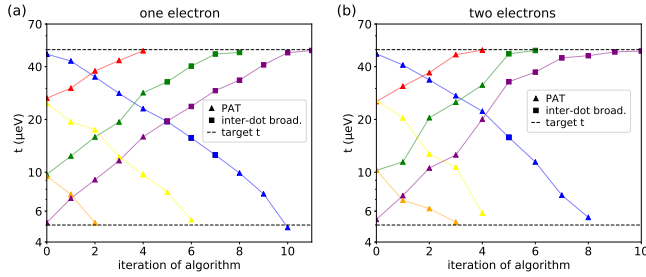 (a) one electron
70
40
20
10
6
4
t (μeV)
PAT
inter-dot broad.
target t
0 2 4 6 8 10
iteration of algorithm
(b) two electrons
70
40
20
10
6
4
t (μeV)
PAT
inter-dot broad.
target t
0 2 4 6 8 10
iteration of algorithm